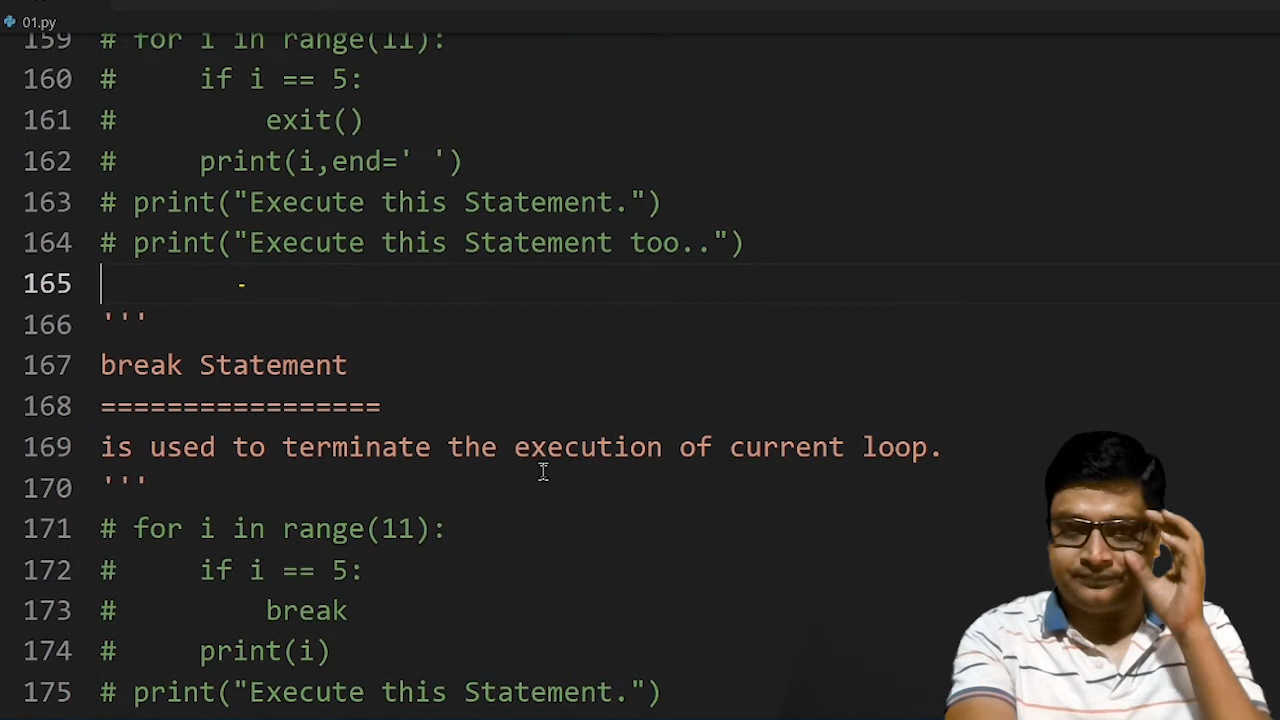 01.py
159 # for i in range(11):
160 #     if i == 5:
161 #         exit()
162 #     print(i,end=' ')
163 # print("Execute this Statement.")
164 # print("Execute this Statement too..")
165
166 '''
167 break Statement
168 =================
169 is used to terminate the execution of current loop.
170 '''
171 # for i in range(11):
172 #     if i == 5:
173 #         break
174 #     print(i)
175 # print("Execute this Statement.")